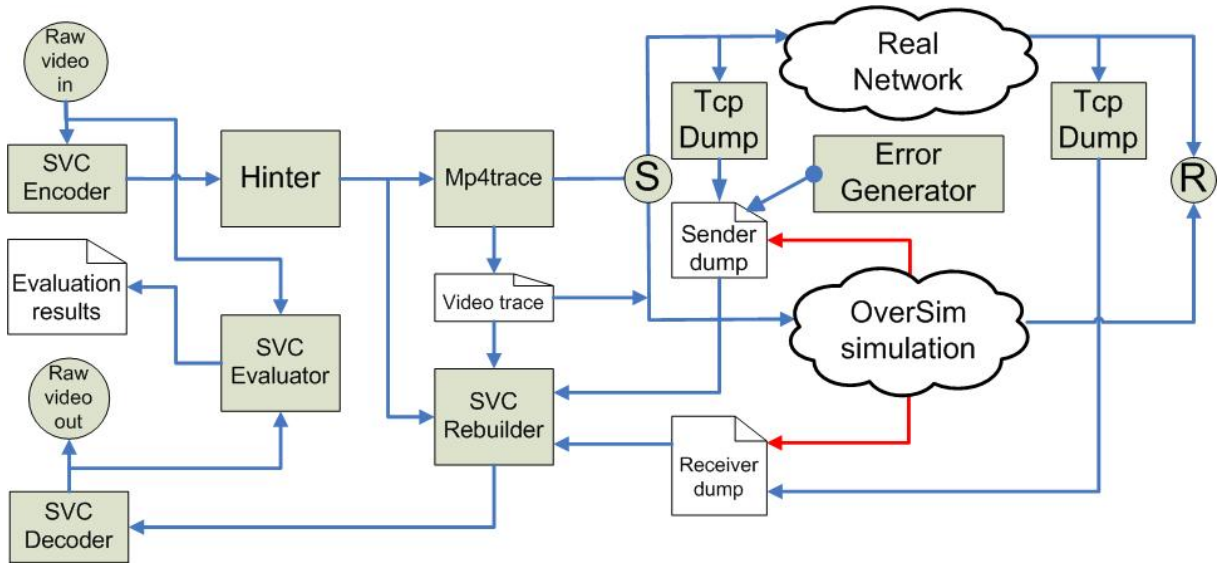 Raw
video
in
Real
Network
Tcp
Dump
Tcp
Dump
SVC
Encoder
Hinter
Mp4trace
S
Error
Generator
R
Sender
dump
Evaluation
results
Video trace
OverSim
simulation
SVC
Evaluator
Raw
video
out
SVC
Rebuilder
Receiver
dump
SVC
Decoder